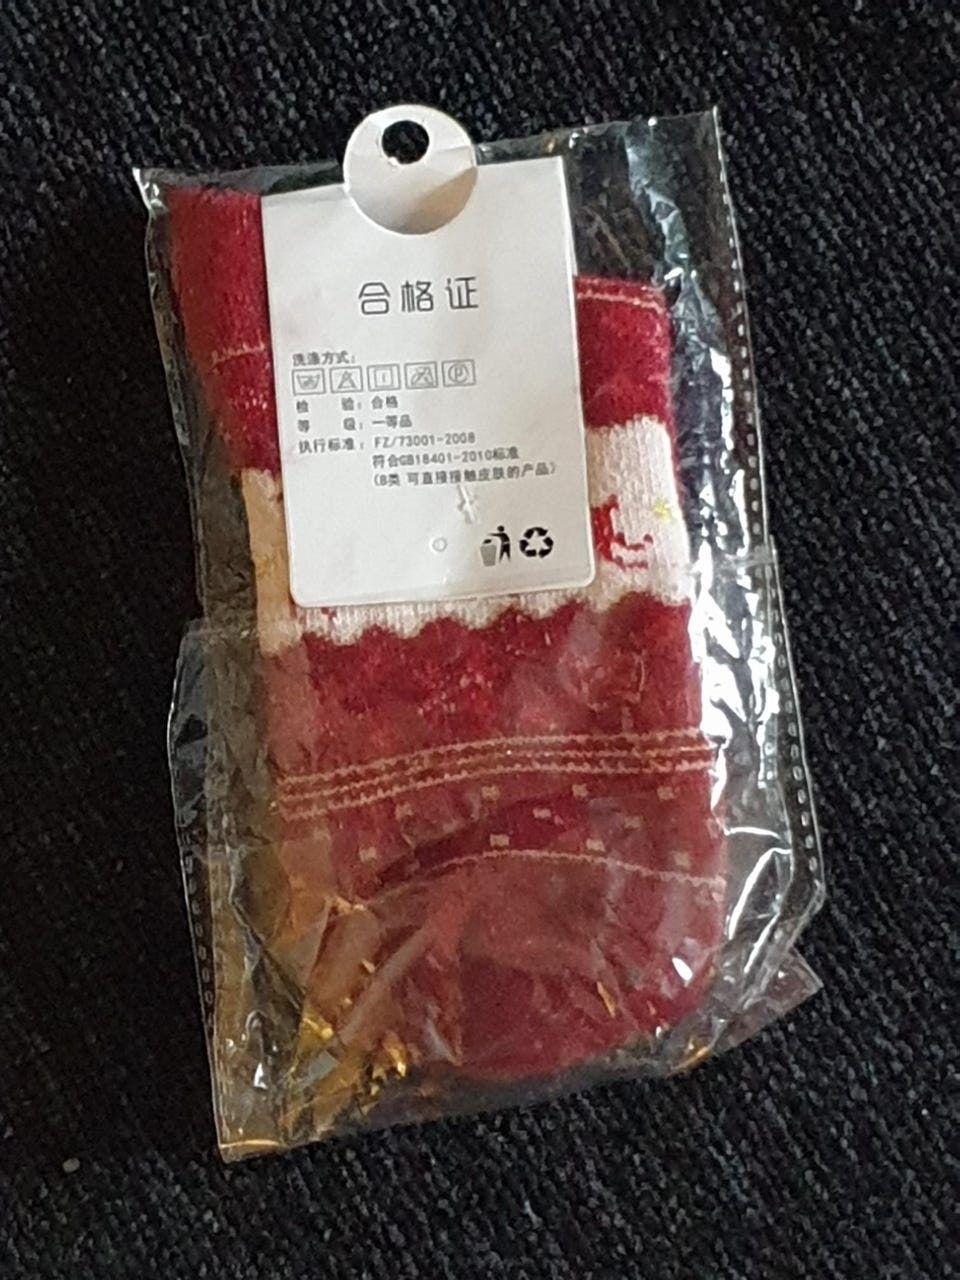 合格证
洗涤方式：
检 验：合格
等 级：一等品
执行标准：FZ/73001-2008
符合GB18401-2010标准
(B类 可直接接触皮肤的产品)